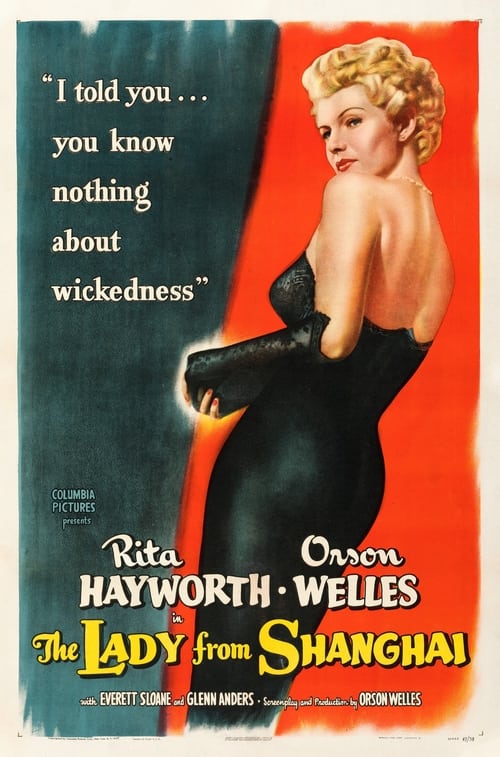 “I told you...
you know
nothing
about
wickedness”
COLUMBIA
PICTURES
presents
Rita Orson
HAYWORTH · WELLES
in
The LADY from SHANGHAI
with EVERETT SLOANE and GLENN ANDERS · Screenplay and Production by ORSON WELLES